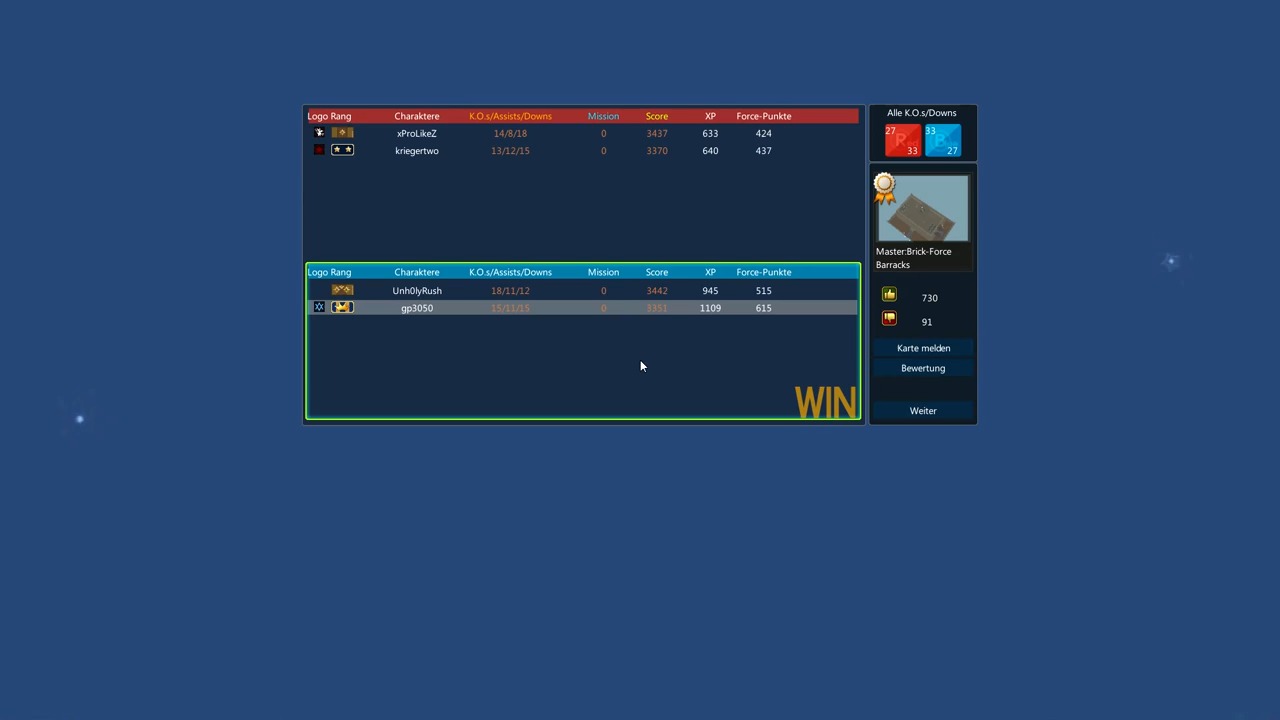 Logo Rang Charaktere K.O.s/Assists/Downs Mission Score XP Force-Punkte
xProLikeZ 14/8/18 0 3437 633 424
kriegertwo 13/12/15 0 3370 640 437
Logo Rang Charaktere K.O.s/Assists/Downs Mission Score XP Force-Punkte
Unh0lyRush 18/11/12 0 3442 945 515
gp3050 15/11/15 0 3351 1109 615
WIN
Alle K.O.s/Downs
27 33
33 27
Master:Brick-Force
Barracks
730
91
Karte melden
Bewertung
Weiter